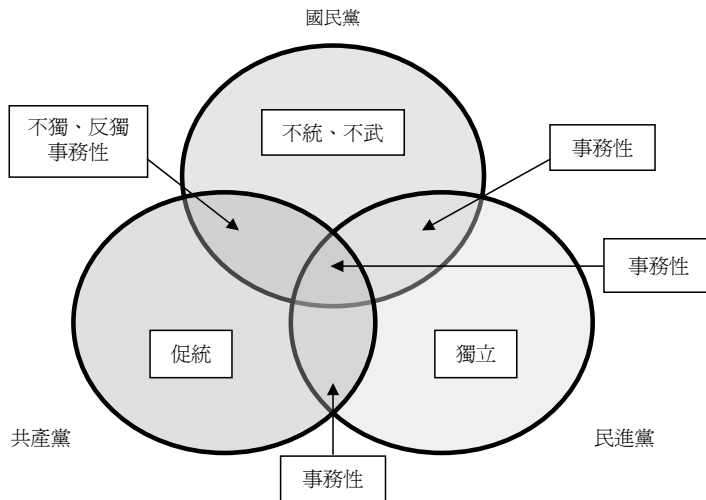 國民黨
不獨、反獨
事務性
不統、不武
事務性
事務性
促統
獨立
共產黨
民進黨
事務性